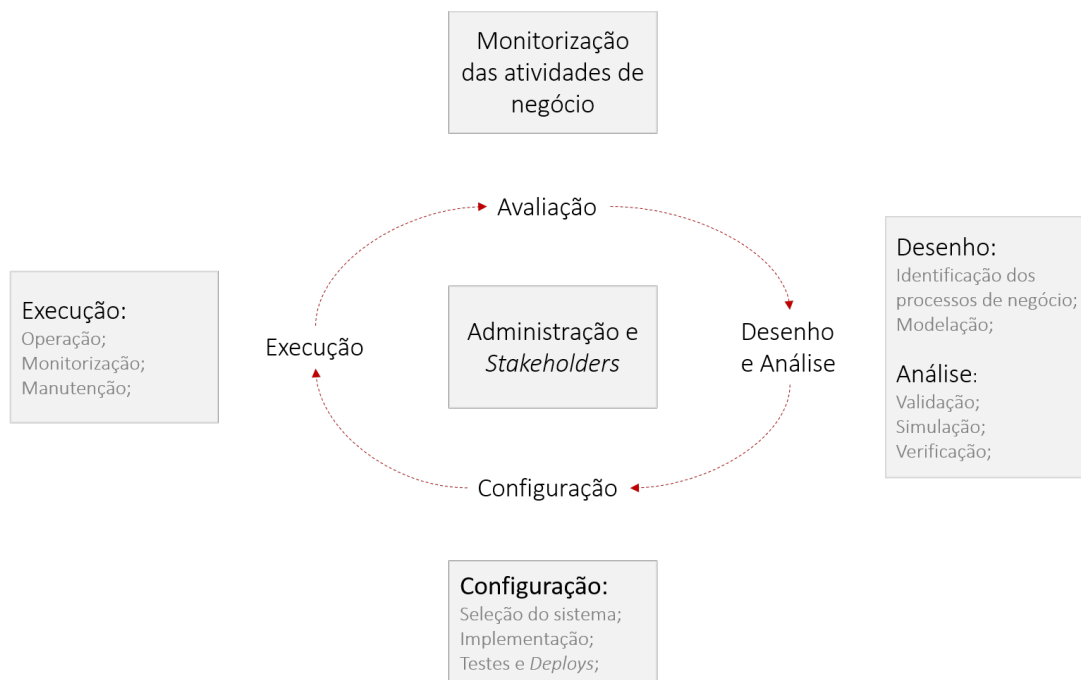 Monitorização
das atividades de
negócio
Avaliação
Desenho:
Identificação dos
processos de negócio;
Modelação;
Análise:
Validação;
Simulação;
Verificação;
Execução:
Operação;
Monitorização;
Manutenção;
Execução
Administração e
Stakeholders
Desenho
e Análise
Configuração
Configuração:
Seleção do sistema;
Implementação;
Testes e Deploys;